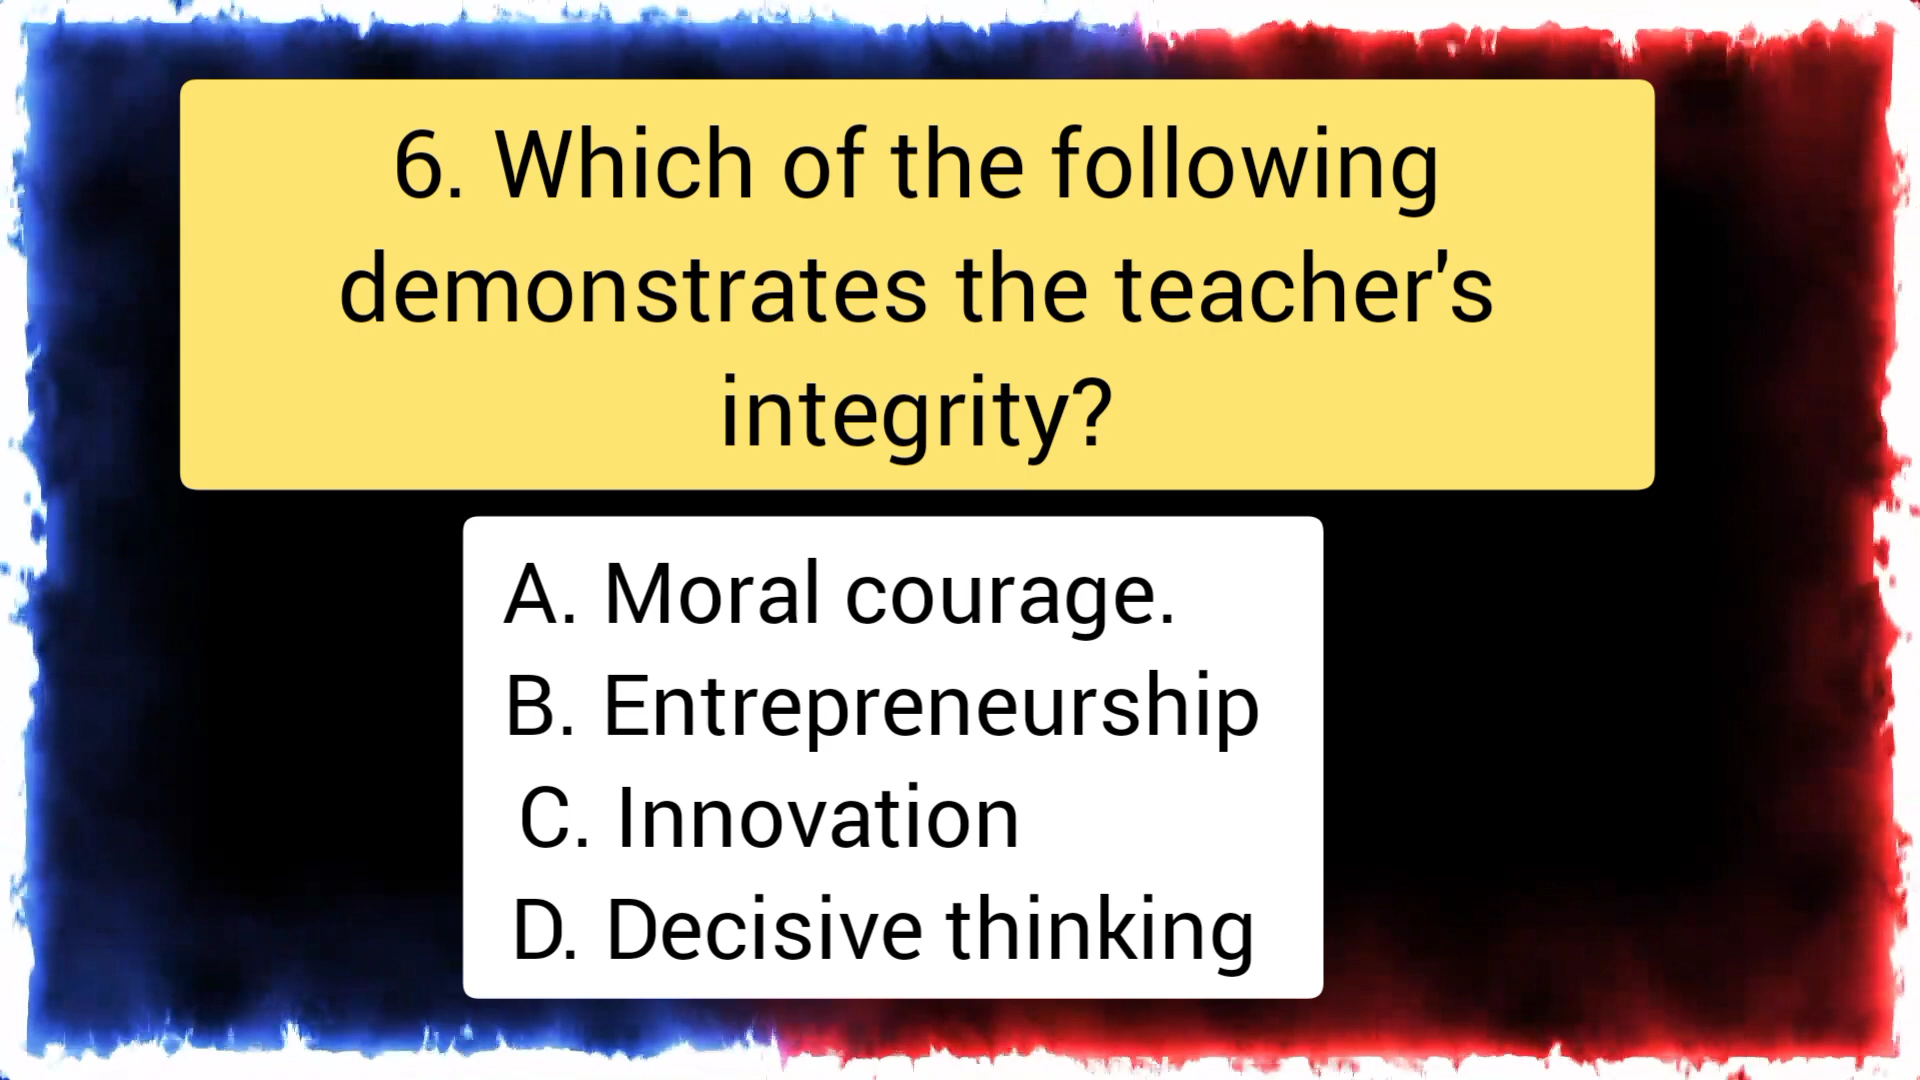 6. Which of the following
demonstrates the teacher's
integrity?
A. Moral courage.
B. Entrepreneurship
C. Innovation
D. Decisive thinking